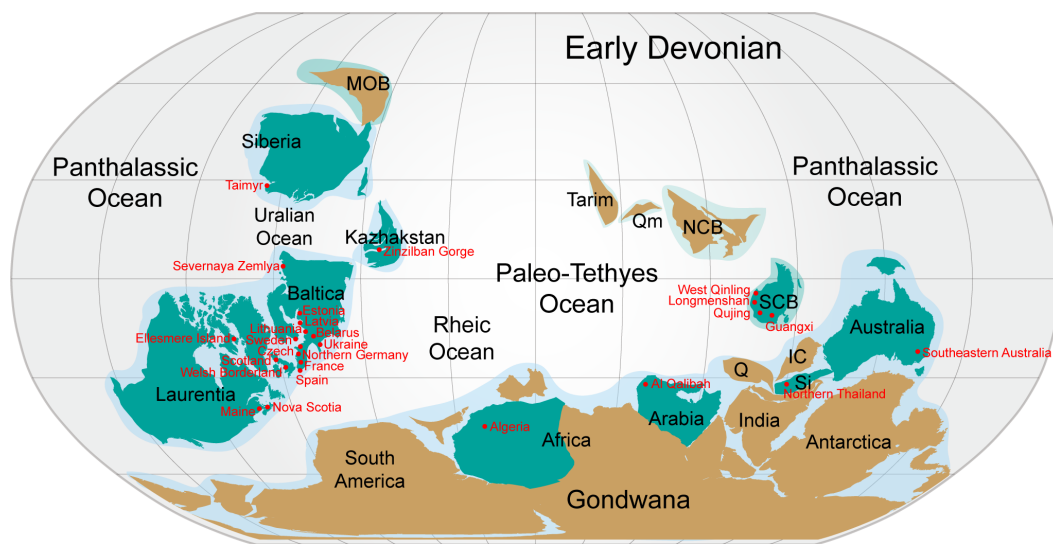 Early Devonian
MOB
Siberia
Panthalassic
Ocean
Panthalassic
Ocean
Taimyr
Tarim
Qm
NCB
Uralian
Ocean
Kazhakstan
Zinzilban Gorge
Severnaya Zemlya
Paleo-Tethyes
Ocean
Baltica
West Qinling
Longmenshan
SCB
Qujing
Guangxi
Estonia
Latvia
Lithuania
Belarus
Ellesmere Island
Sweden
Ukraine
Czech
Northern Germany
Scotland
France
Welsh Borderland
Spain
Rheic
Ocean
Australia
Southeastern Australia
IC
Q
Si
Northern Thailand
Al Qalibah
Laurentia
Maine
Nova Scotia
Arabia
India
Algeria
Africa
Antarctica
South
America
Gondwana